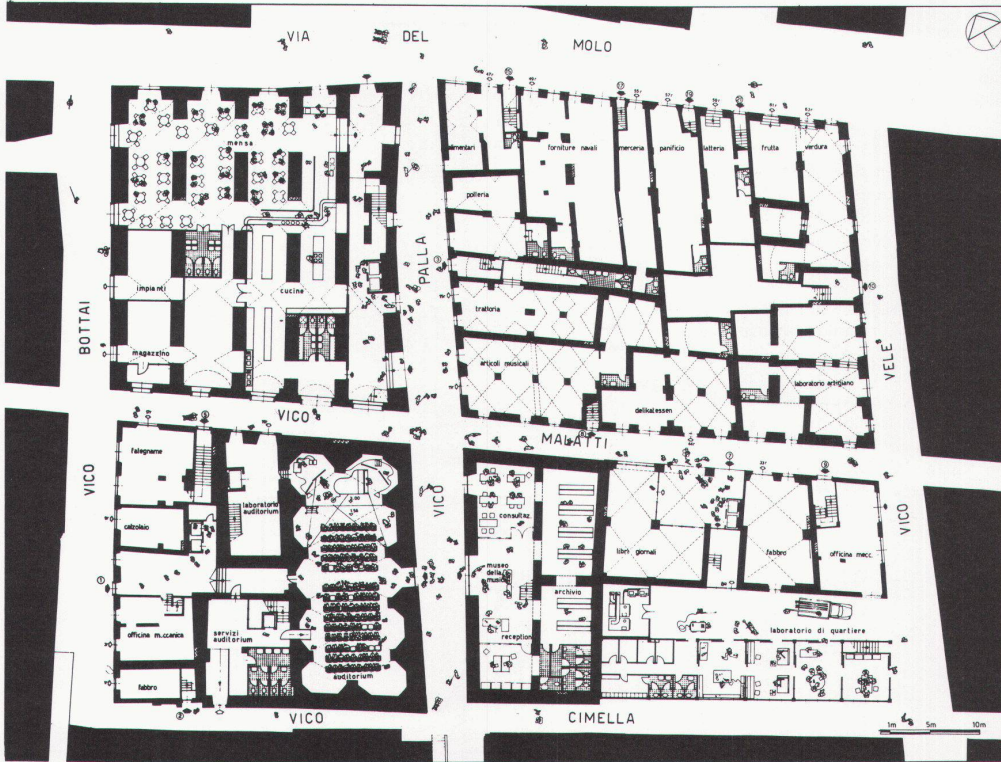 VIA DEL MOLO
mensa
impianti
cucina
magazzino
BOTTAI
PALLA
alimentari
forniture navali
merceria
panificio
latteria
frutta
verdura
polleria
trattoria
articoli musicali
delikatessen
laboratorio artigiano
VELE
VICO
MALATTI
falegname
calzolaio
laboratorio
auditorium
VICO
officina m.ccanica
servizi
auditorium
auditorium
fabbro
VICO
consultaz.
museo
della
musica
archivio
reception
libri giornali
fabbro
officina mecc.
VICO
laboratorio di quartiere
VICO
CIMELLA
1m 5m 10m